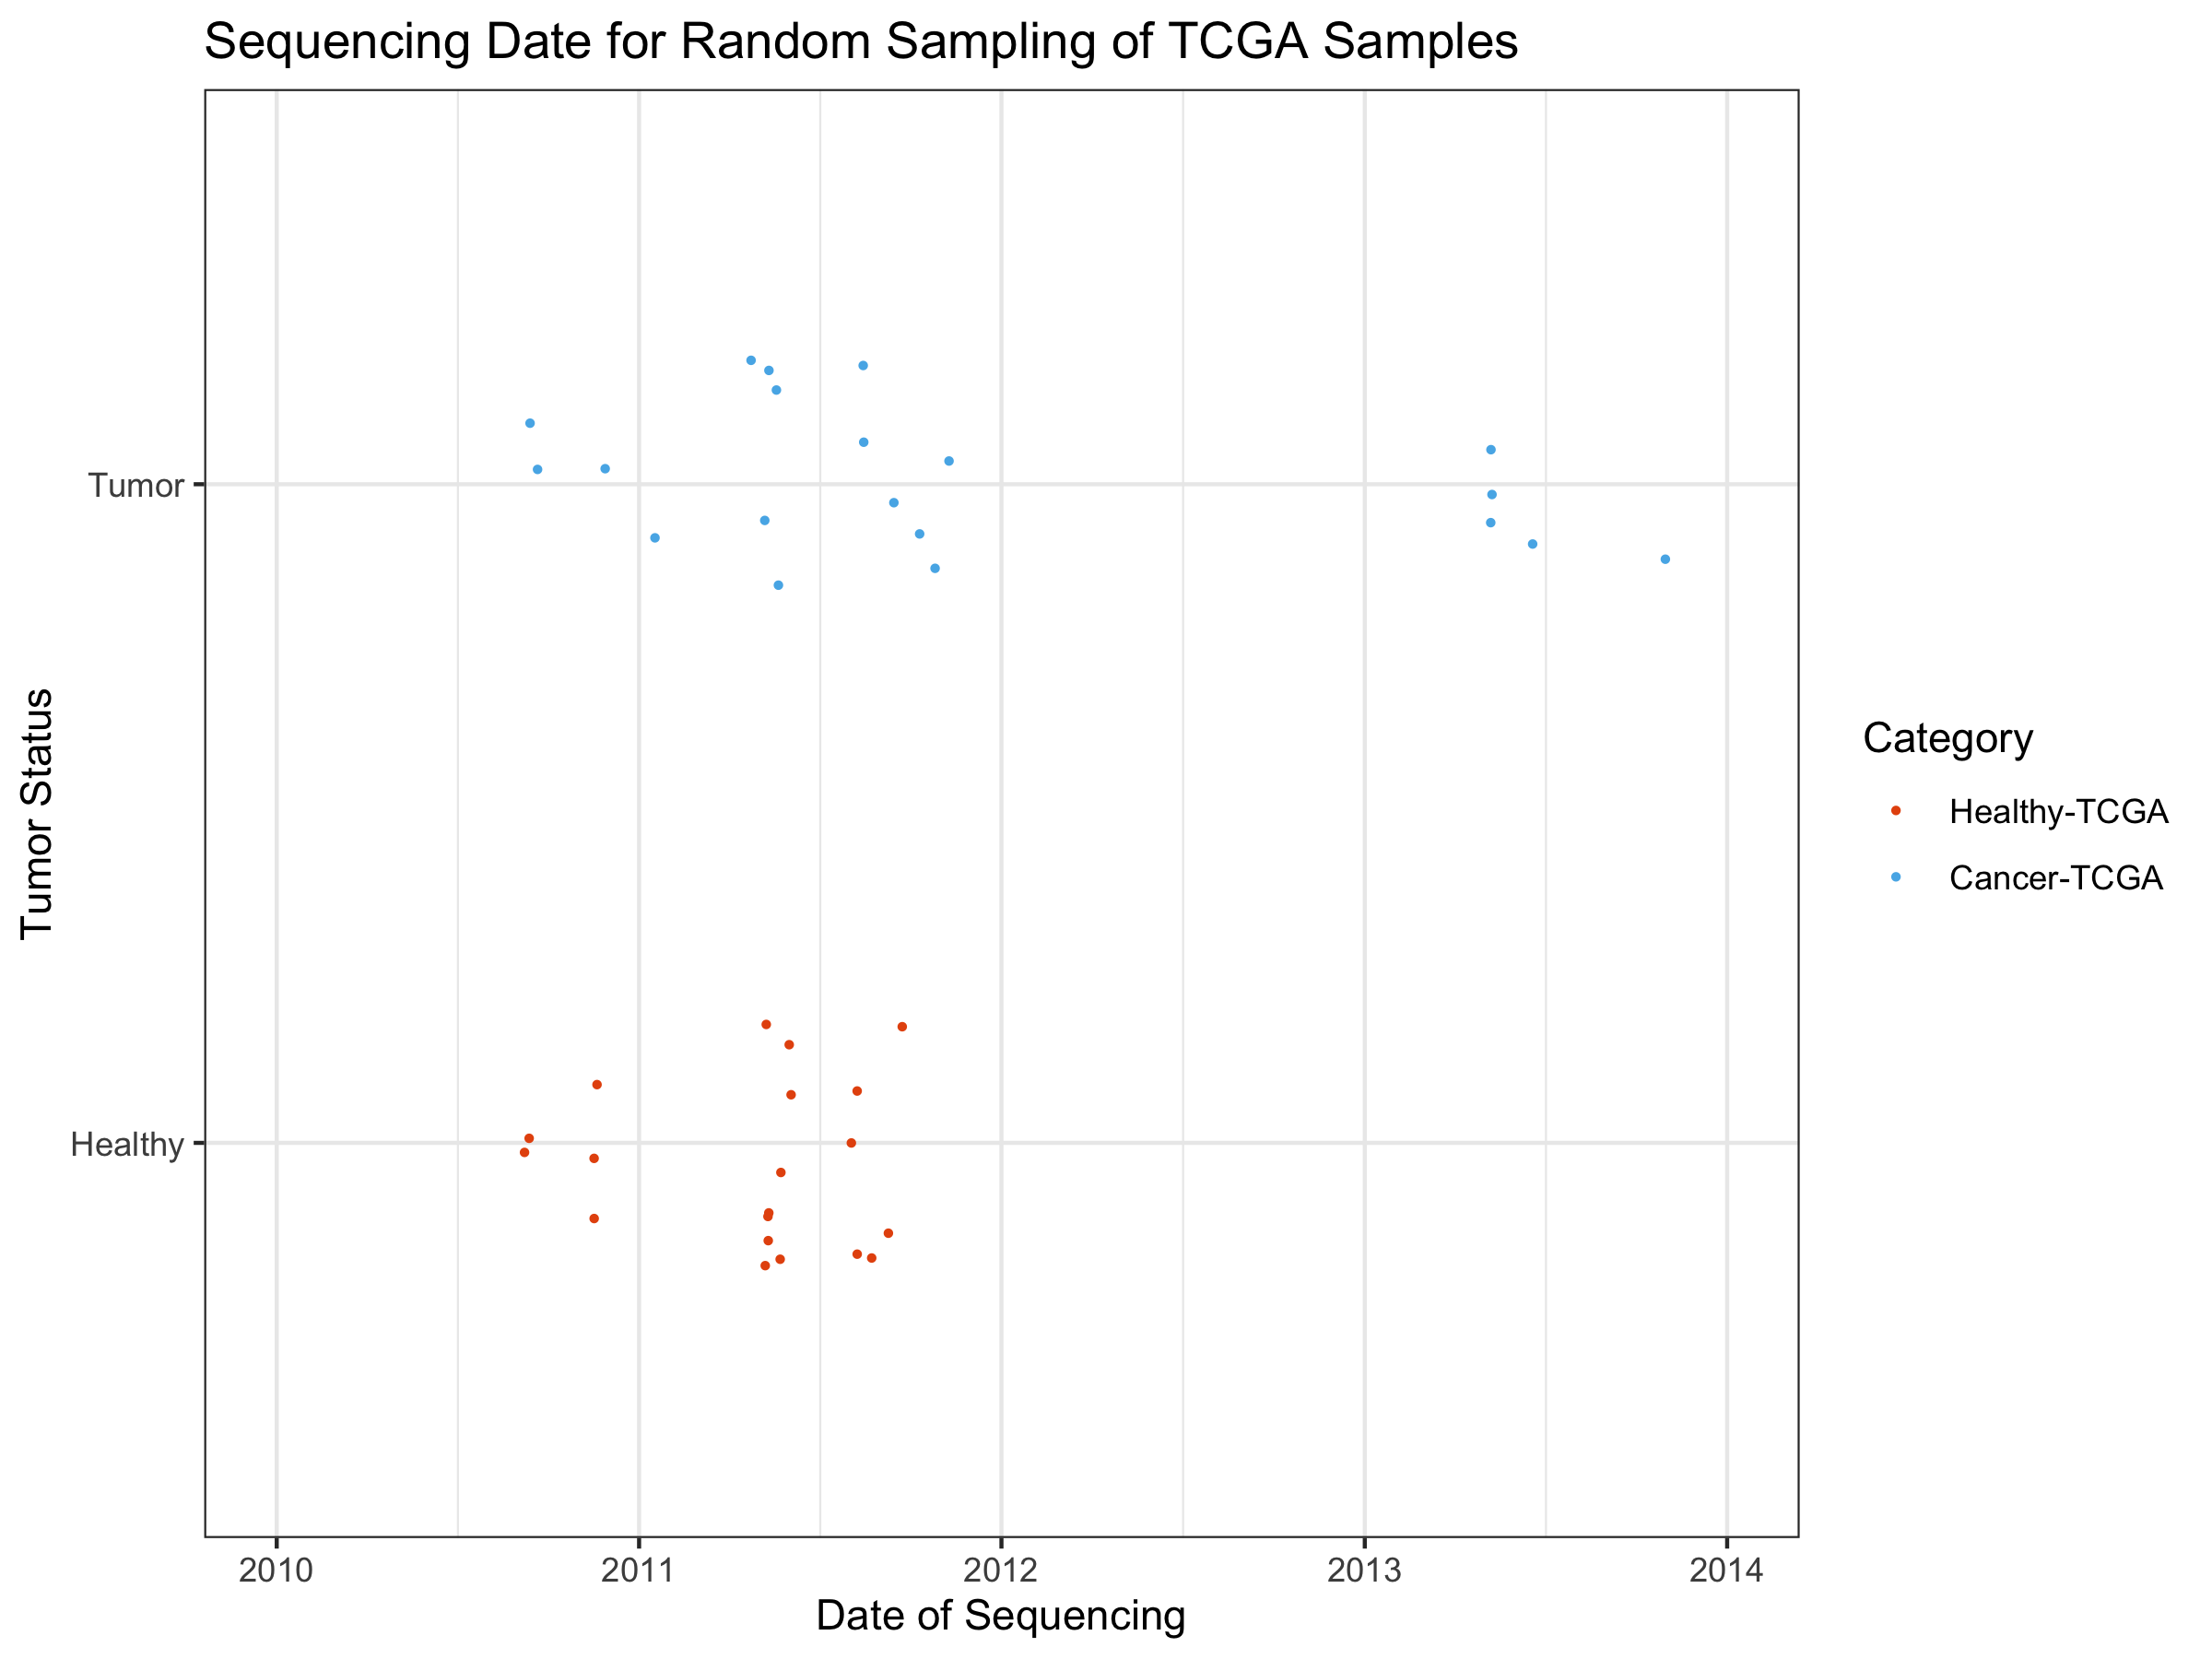 Sequencing Date for Random Sampling of TCGA Samples
Tumor Status
Tumor
Healthy
2010 2011 2012 2013 2014
Date of Sequencing
Category
Healthy-TCGA
Cancer-TCGA